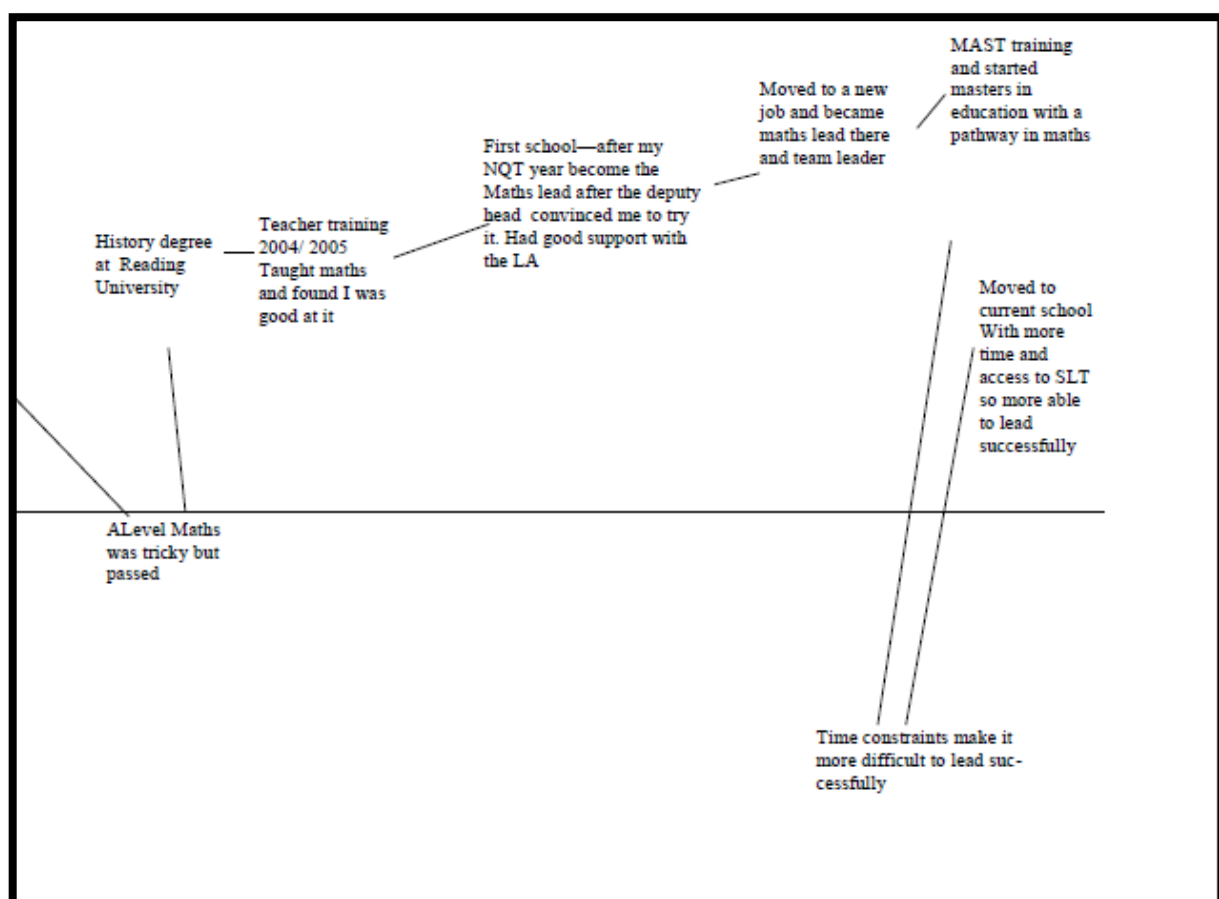 History degree
at Reading
University
Teacher training
2004/ 2005
Taught maths
and found I was
good at it
First school—after my
NQT year become the
Maths lead after the deputy
head convinced me to try
it. Had good support with
the LA
Moved to a new
job and became
maths lead there
and team leader
MAST training
and started
masters in
education with a
pathway in maths
Moved to
current school
With more
time and
access to SLT
so more able
to lead
successfully
ALevel Maths
was tricky but
passed
Time constraints make it
more difficult to lead suc-
cessfully